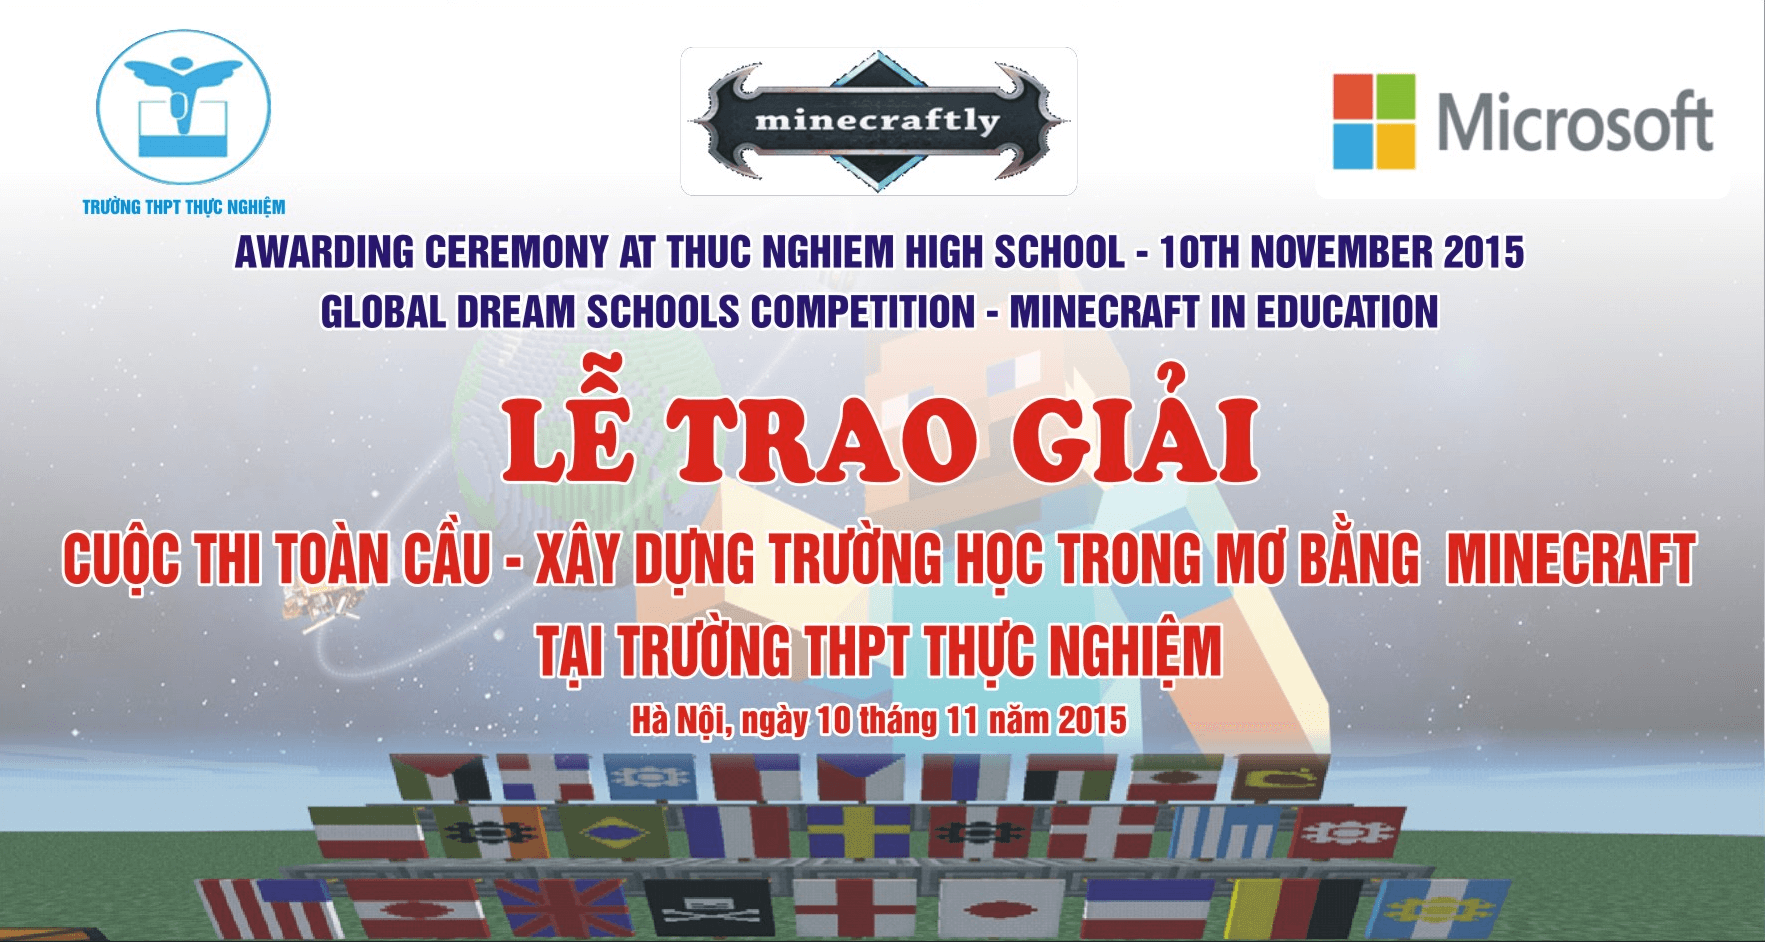 minecraftly
Microsoft
TRƯỜNG THPT THỰC NGHIỆM
AWARDING CEREMONY AT THUC NGHIEM HIGH SCHOOL - 10TH NOVEMBER 2015
GLOBAL DREAM SCHOOLS COMPETITION - MINECRAFT IN EDUCATION
LỄ TRAO GIẢI
CUỘC THI TOÀN CẦU - XÂY DỰNG TRƯỜNG HỌC TRONG MƠ BẰNG MINECRAFT
TẠI TRƯỜNG THPT THỰC NGHIỆM
Hà Nội, ngày 10 tháng 11 năm 2015